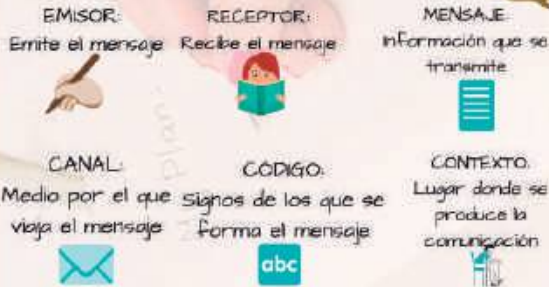 EMISOR:
Emite el mensaje
RECEPTOR:
Recibe el mensaje
MENSAJE:
Información que se
transmite
CANAL:
Medio por el que
viaja el mensaje
CÓDIGO:
Signos de los que se
forma el mensaje
abc
CONTEXTO:
Lugar donde se
produce la
comunicación